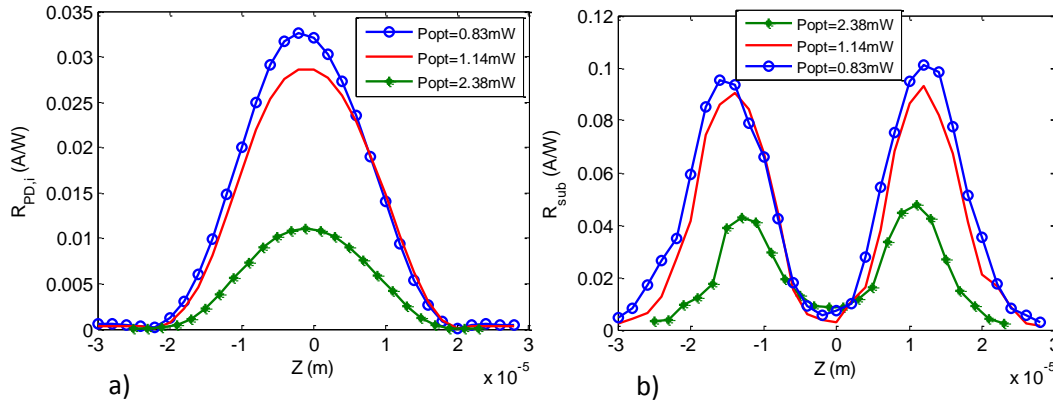 0.035
0.03
0.025
0.02
0.015
0.01
0.005
0
R_PD,i (A/W)
Popt=0.83mW
Popt=1.14mW
Popt=2.38mW
-3 -2 -1 0 1 2 3
Z (m)
x 10^-5
a)
0.12
0.1
0.08
0.06
0.04
0.02
0
R_sub (A/W)
Popt=2.38mW
Popt=1.14mW
Popt=0.83mW
-3 -2 -1 0 1 2 3
Z (m)
x 10^-5
b)